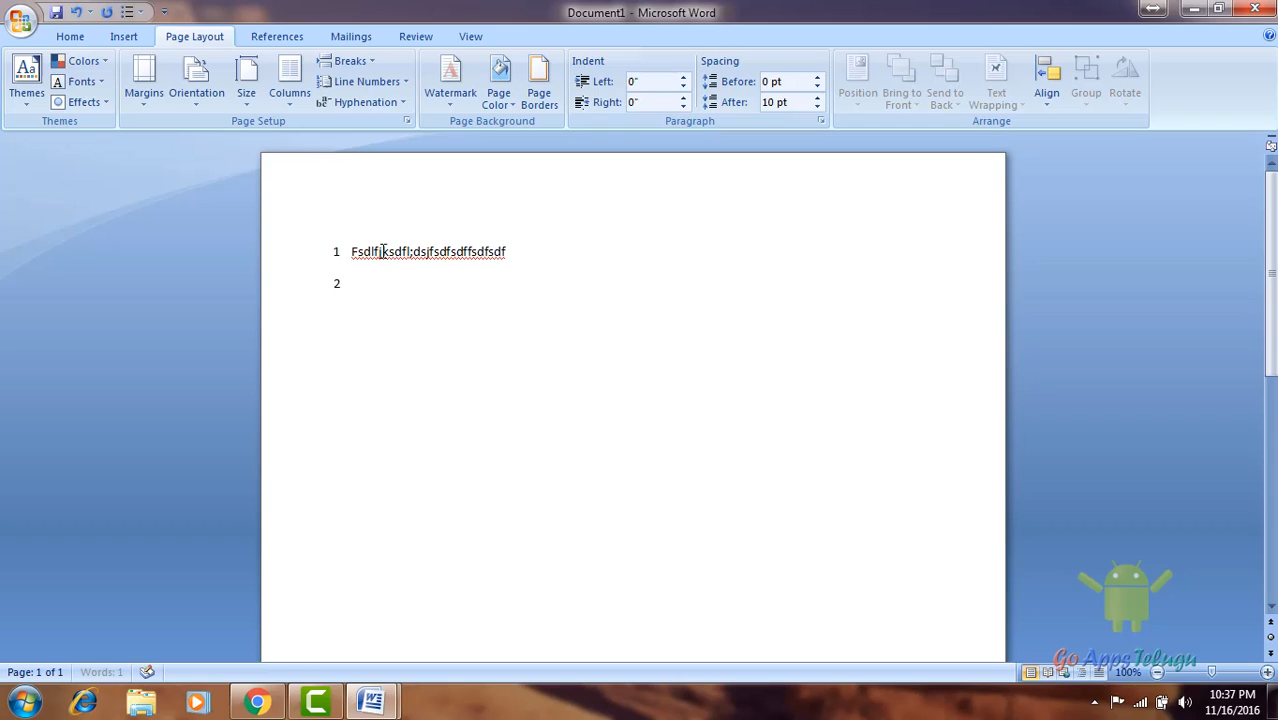 Document1 - Microsoft Word
Home Insert Page Layout References Mailings Review View
Aa Colors Breaks Indent Spacing
Fonts Line Numbers Left: 0" Before: 0 pt
Themes Effects Margins Orientation Size Columns Hyphenation Watermark Page Color Page Borders Right: 0" After: 10 pt Position Bring to Front Send to Back Text Wrapping Align Group Rotate
Themes Page Setup Page Background Paragraph Arrange
1 Fsdlfjksdfl;dsjfsdfsdffsdfsdf
2
Go Apps Telugu
Page: 1 of 1 Words: 1 100%
10:37 PM
11/16/2016